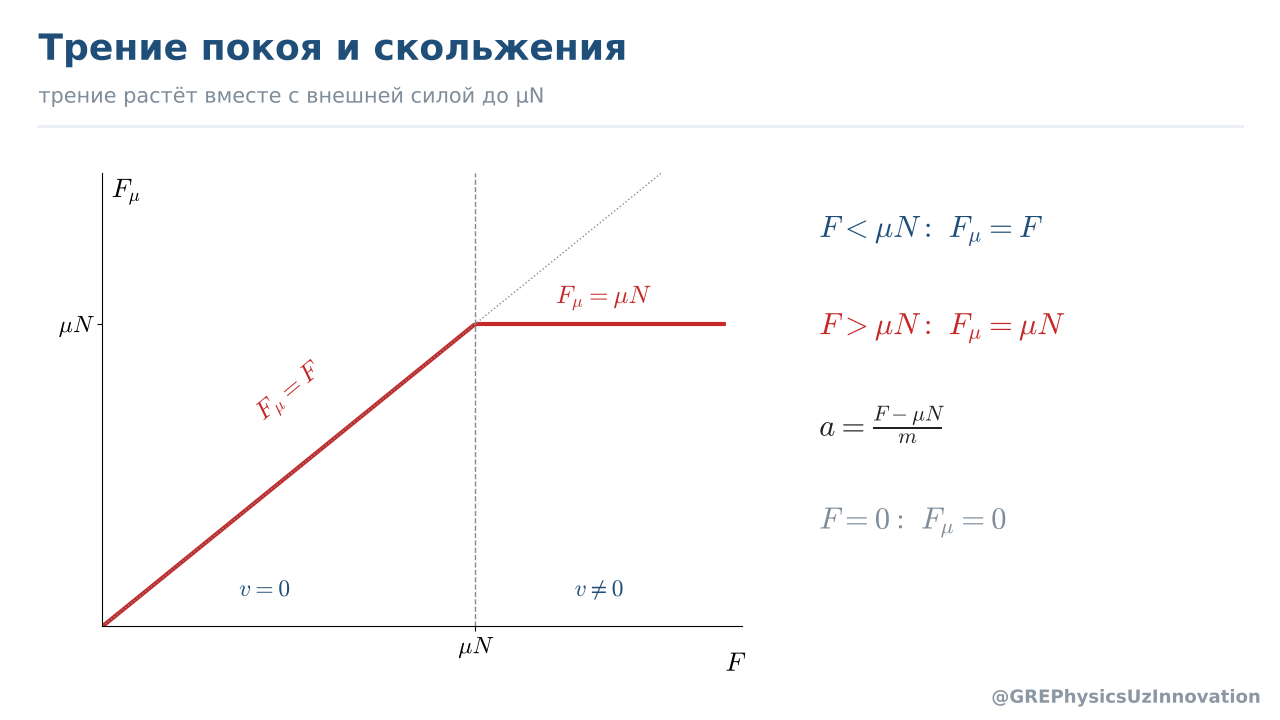 Трение покоя и скольжения
трение растёт вместе с внешней силой до μN
F_μ
μN
F_μ = F
F_μ = μN
v = 0
v ≠ 0
μN
F
F < μN: F_μ = F
F > μN: F_μ = μN
a = \frac{F − μN}{m}
F = 0: F_μ = 0
@GREPhysicsUzInnovation